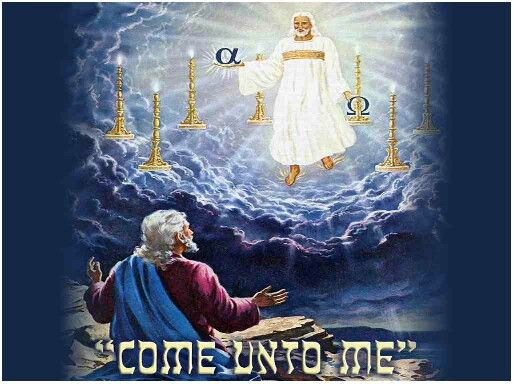 α
Ω
“COME UNTO ME”